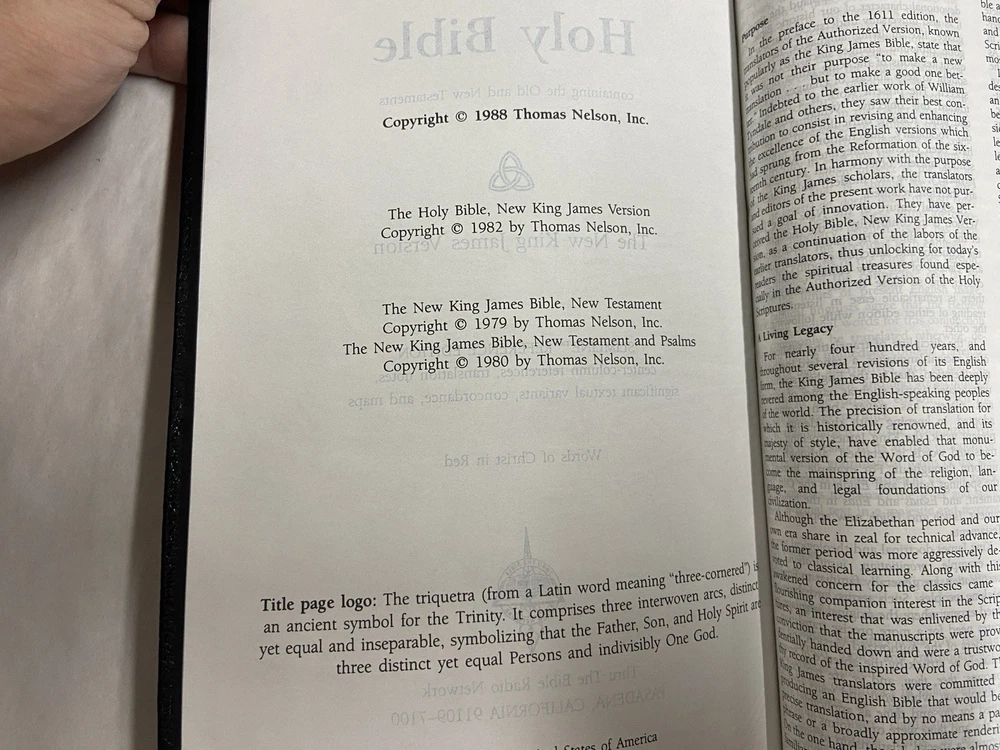 Copyright © 1988 Thomas Nelson, Inc.
The Holy Bible, New King James Version
Copyright © 1982 by Thomas Nelson, Inc.
The New King James Bible, New Testament
Copyright © 1979 by Thomas Nelson, Inc.
The New King James Bible, New Testament and Psalms
Copyright © 1980 by Thomas Nelson, Inc.
Title page logo: The triquetra (from a Latin word meaning "three-cornered") is
an ancient symbol for the Trinity. It comprises three interwoven arcs, distinct
yet equal and inseparable, symbolizing that the Father, Son, and Holy Spirit are
three distinct yet equal Persons and indivisibly One God.
States of America
Purpose
In the preface to the 1611 edition, the
of the Authorized Version, known
as the King James Bible, state that
was not their purpose "to make a new
. . . but to make a good one bet-
Indebted to the earlier work of William
and others, they saw their best con-
to consist in revising and enhancing
excellence of the English versions which
sprung from the Reformation of the six-
century. In harmony with the purpose
of the King James scholars, the translators
and editors of the present work have not pur-
a goal of innovation. They have per-
the Holy Bible, New King James Ver-
as a continuation of the labors of the
translators, thus unlocking for today's
the spiritual treasures found espe-
in the Authorized Version of the Holy
Scriptures.
Living Legacy
For nearly four hundred years, and
throughout several revisions of its English
form, the King James Bible has been deeply
revered among the English-speaking peoples
of the world. The precision of translation for
which it is historically renowned, and its
majesty of style, have enabled that monu-
mental version of the Word of God to be-
come the mainspring of the religion, lan-
guage, and legal foundations of our
civilization.
Although the Elizabethan period and our
own era share in zeal for technical advance,
the former period was more aggressively de-
voted to classical learning. Along with this
awakened concern for the classics came
flourishing companion interest in the Scrip
an interest that was enlivened by the
conviction that the manuscripts were prov
handed down and were a trustwo
record of the inspired Word of God. T
King James translators were committed
producing an English Bible that would be
precise translation, and by no means a pa
or a broadly approximate renderi
the one hand